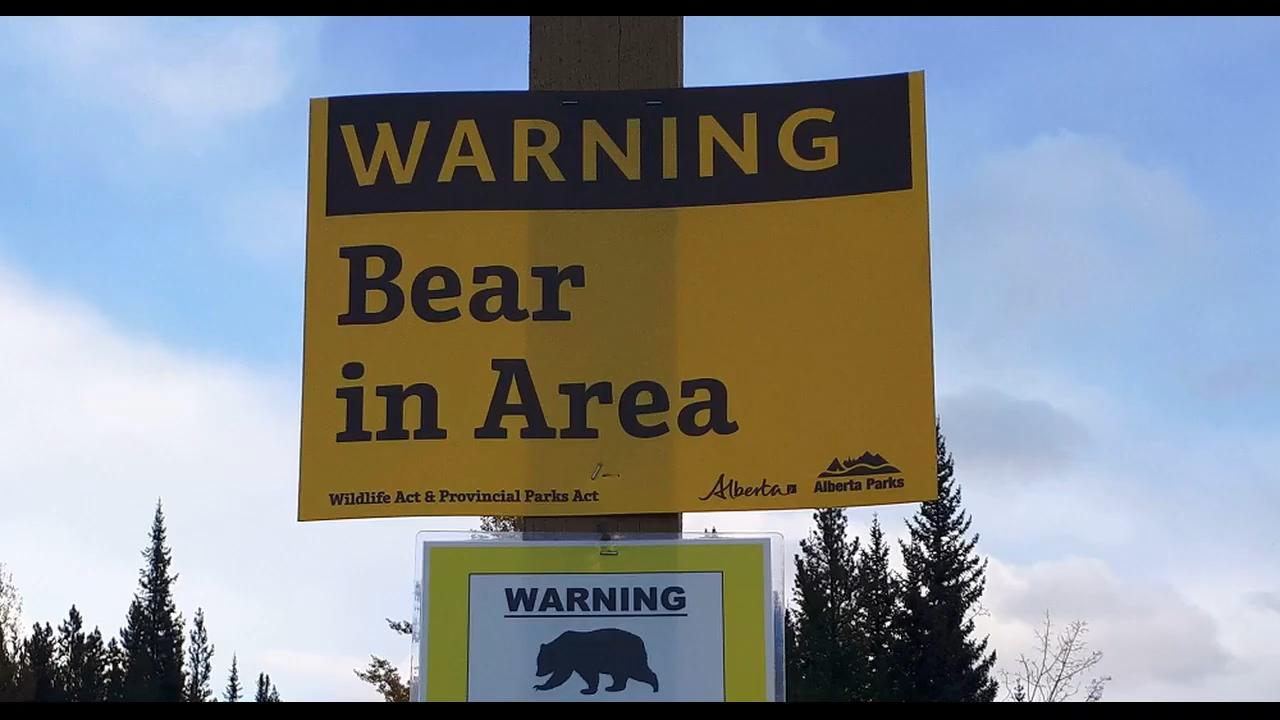 WARNING
Bear
in Area
Wildlife Act & Provincial Parks Act
Alberta
Alberta Parks
WARNING